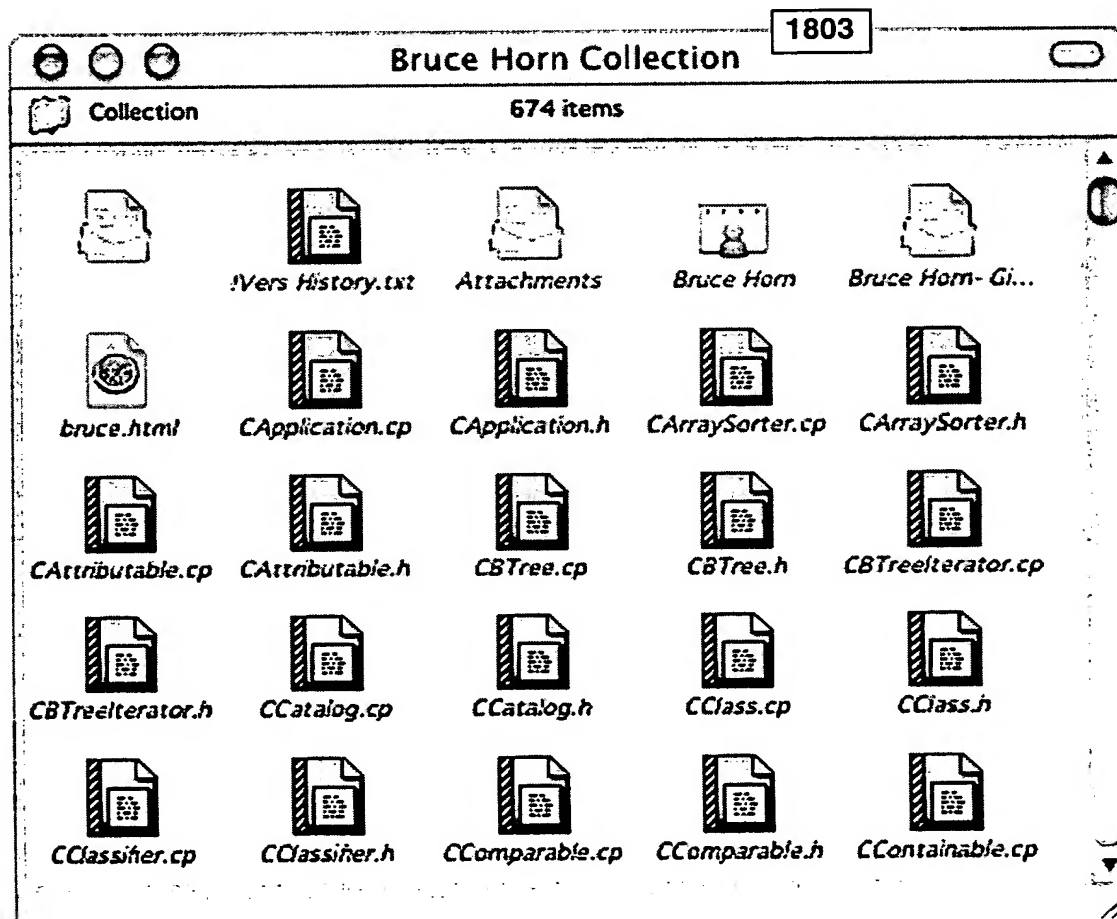 1803
Bruce Horn Collection
Collection 674 items
!Vers History.txt Attachments Bruce Horn Bruce Horn- Gi...
bruce.html CApplication.cp CApplication.h CArraySorter.cp CArraySorter.h
CAttributable.cp CAttributable.h CBTree.cp CBTree.h CBTreeIterator.cp
CBTreeIterator.h CCatalog.cp CCatalog.h CClass.cp CClass.h
CClassifier.cp CClassifier.h CComparable.cp CComparable.h CContainable.cp